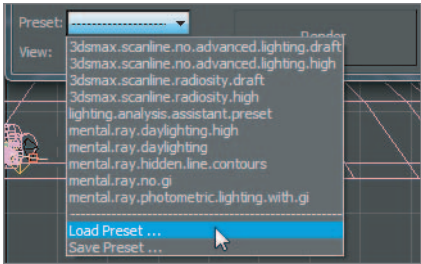 Preset: --------------------
Render
View:
3dsmax.scanline.no.advanced.lighting.draft
3dsmax.scanline.no.advanced.lighting.high
3dsmax.scanline.radiosity.draft
3dsmax.scanline.radiosity.high
lighting.analysis.assistant.preset
mental.ray.daylighting.high
mental.ray.daylighting
mental.ray.hidden.line.contours
mental.ray.no.gi
mental.ray.photometric.lighting.with.gi
Load Preset ...
Save Preset ...